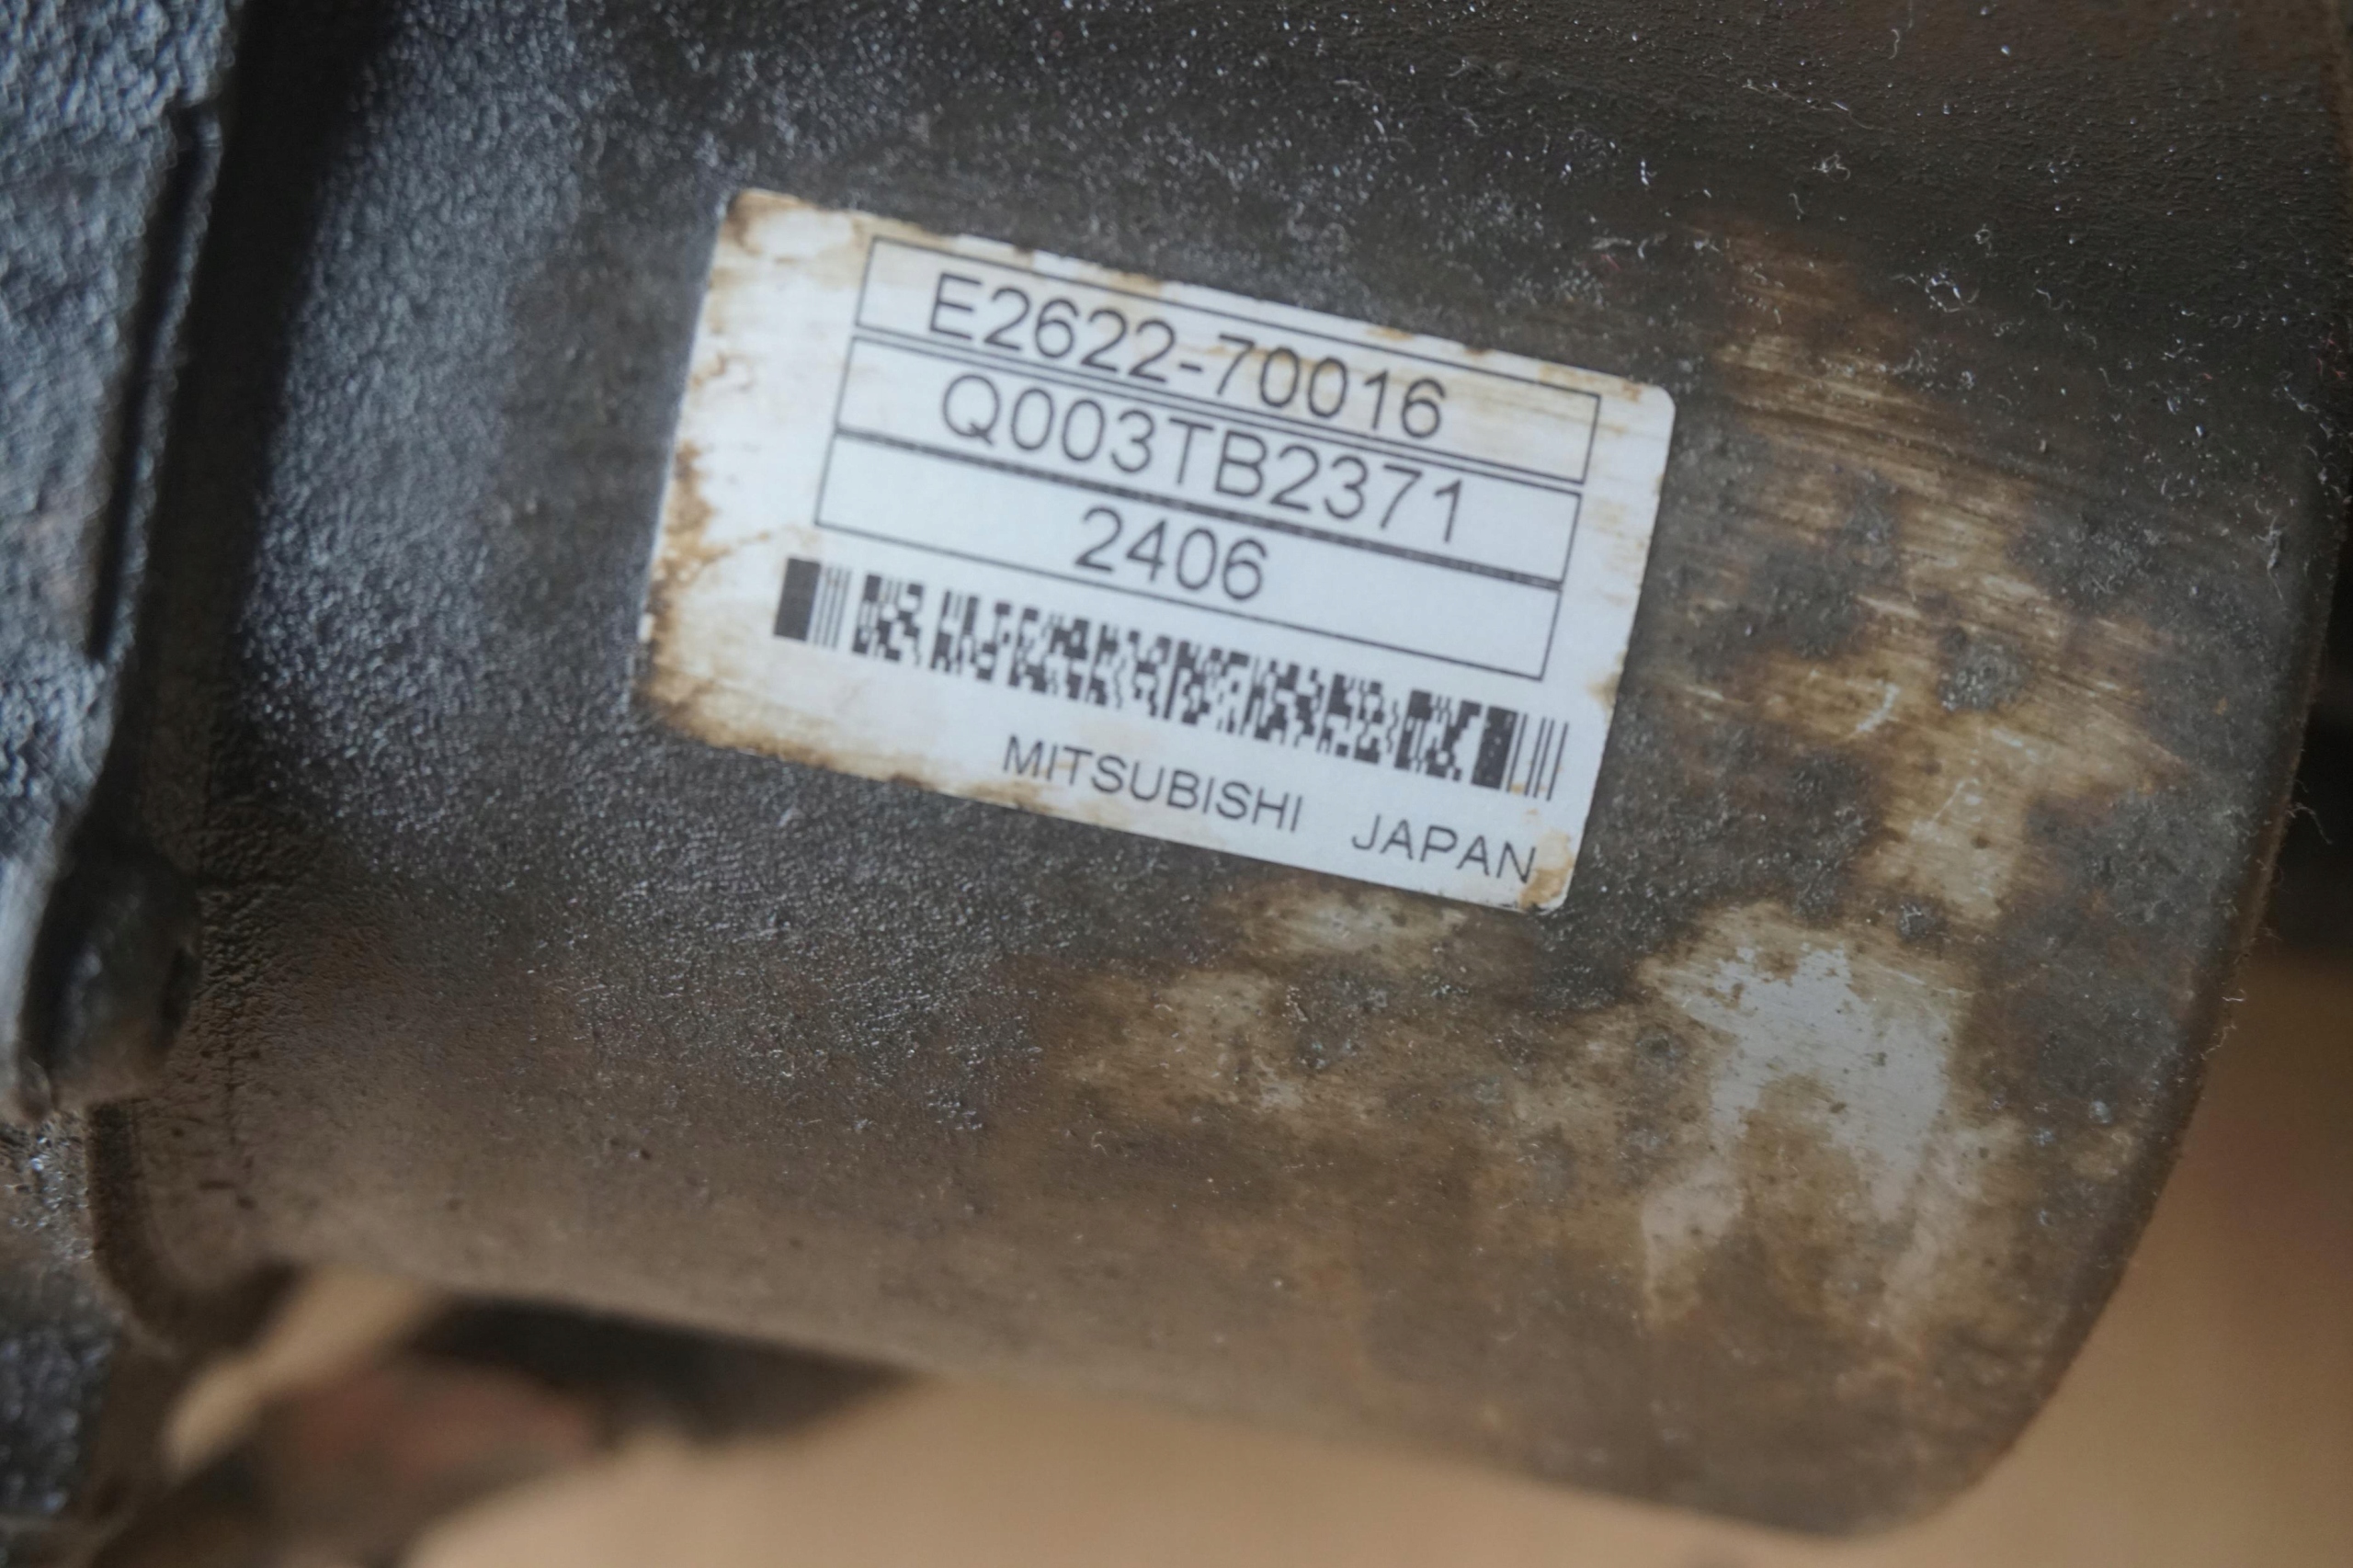 E2622-70016
Q003TB2371
2406
MITSUBISHI JAPAN